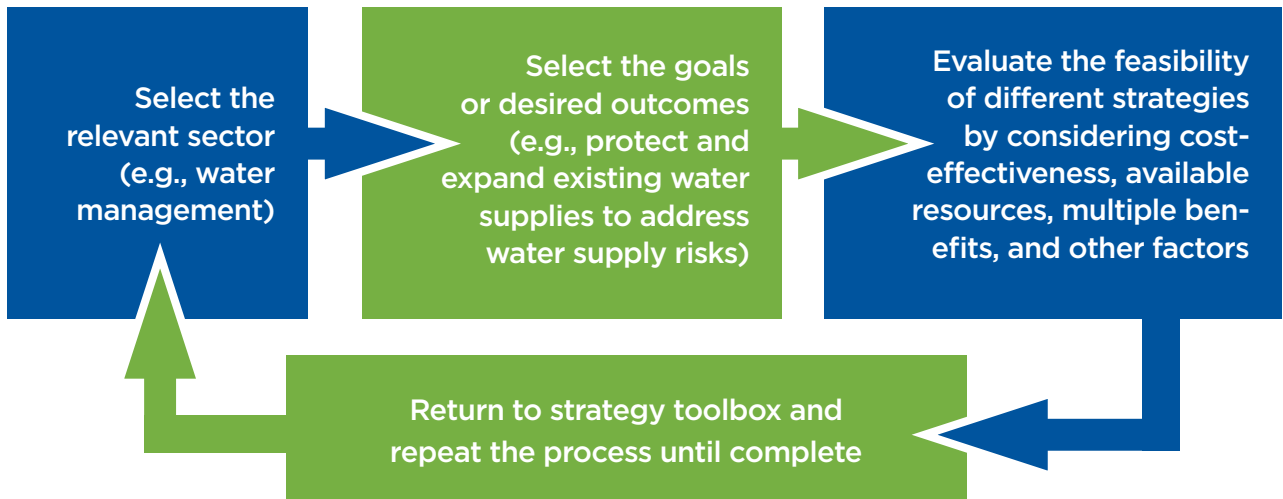 Select the
relevant sector
(e.g., water
management)
Select the goals
or desired outcomes
(e.g., protect and
expand existing water
supplies to address
water supply risks)
Evaluate the feasibility
of different strategies
by considering cost-
effectiveness, available
resources, multiple ben-
efits, and other factors
Return to strategy toolbox and
repeat the process until complete